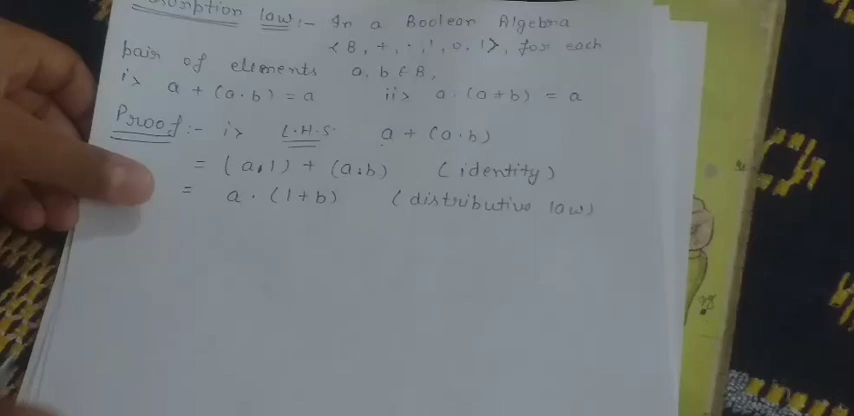 law :- In a Boolean Algebra
{B, +, ·, ', 0, 1}, for each
pair of elements a, b ∈ B,
i> a + (a·b) = a ii> a·(a+b) = a
Proof :- i> L.H.S. a + (a·b)
= (a·1) + (a·b) (identity)
= a·(1+b) (distributive law)